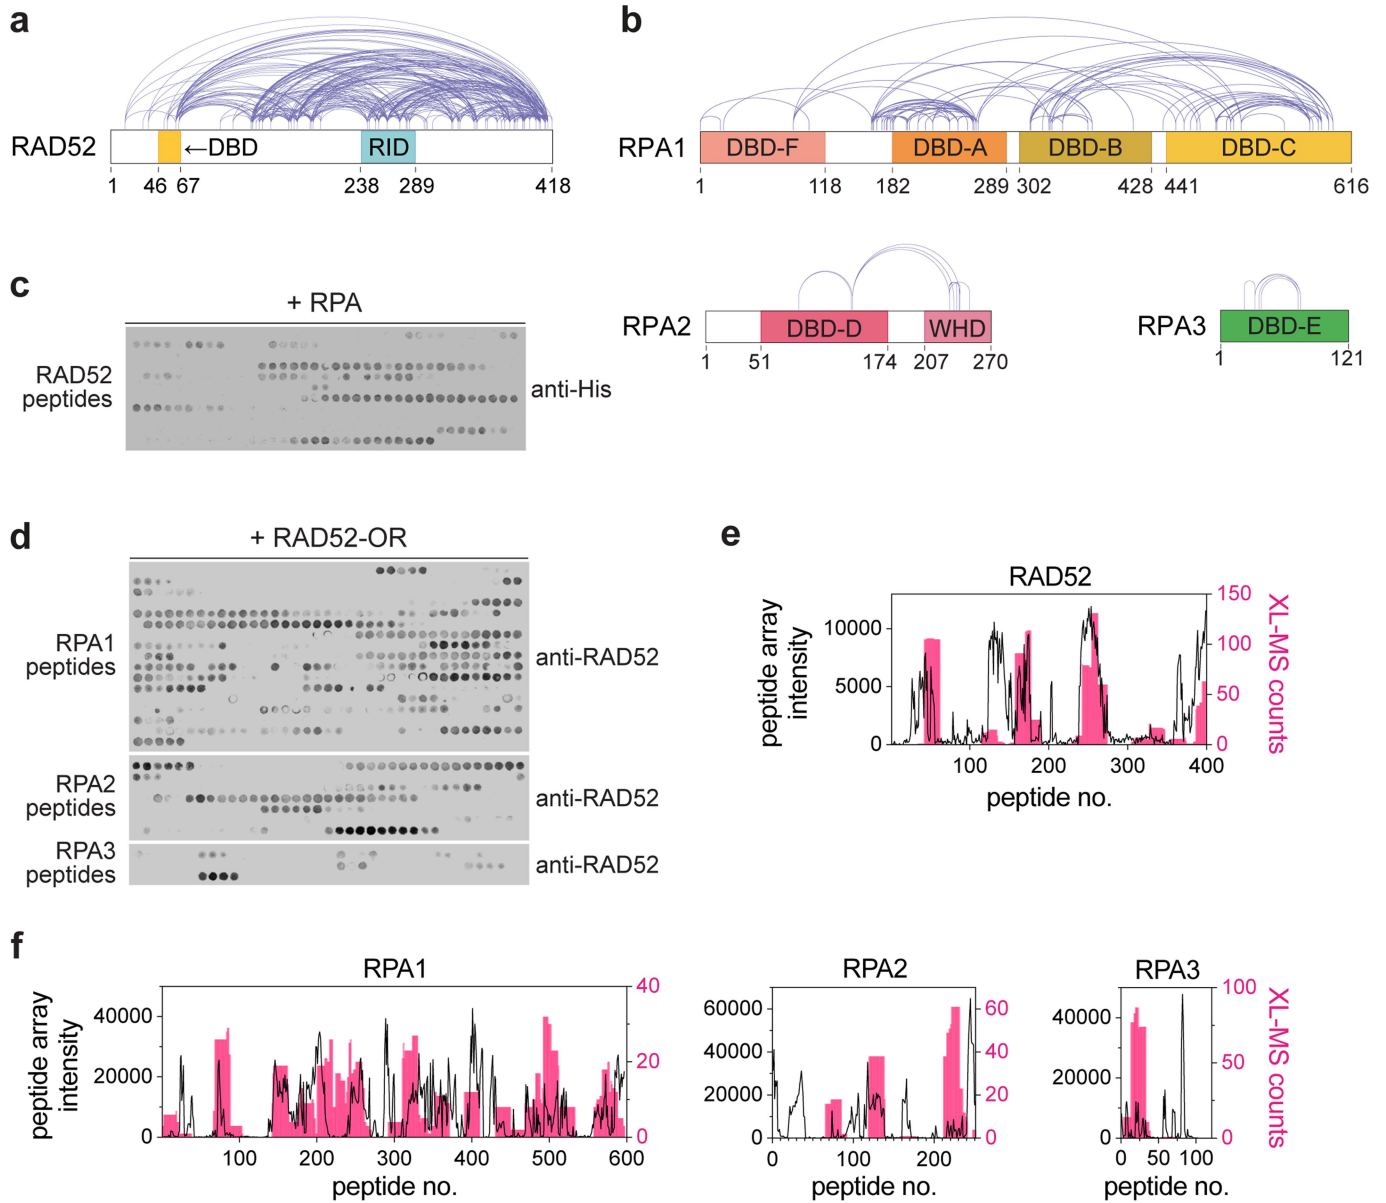 a
RAD52
←DBD
RID
1 46 67 238 289 418
b
RPA1
DBD-F DBD-A DBD-B DBD-C
1 118 182 289 302 428 441 616
RPA2
DBD-D WHD
1 51 174 207 270
RPA3
DBD-E
1 121
c
+ RPA
RAD52
peptides
anti-His
d
+ RAD52-OR
RPA1
peptides
anti-RAD52
RPA2
peptides
anti-RAD52
RPA3
peptides
anti-RAD52
e
RAD52
peptide array
intensity
10000
5000
0
150
100
50
0
XL-MS counts
100 200 300 400
peptide no.
f
RPA1
peptide array
intensity
40000
20000
0
40
20
0
100 200 300 400 500 600
peptide no.
RPA2
60000
40000
20000
0
60
40
20
0
0 100 200
peptide no.
RPA3
40000
20000
0
100
50
0
XL-MS counts
0 50 100
peptide no.